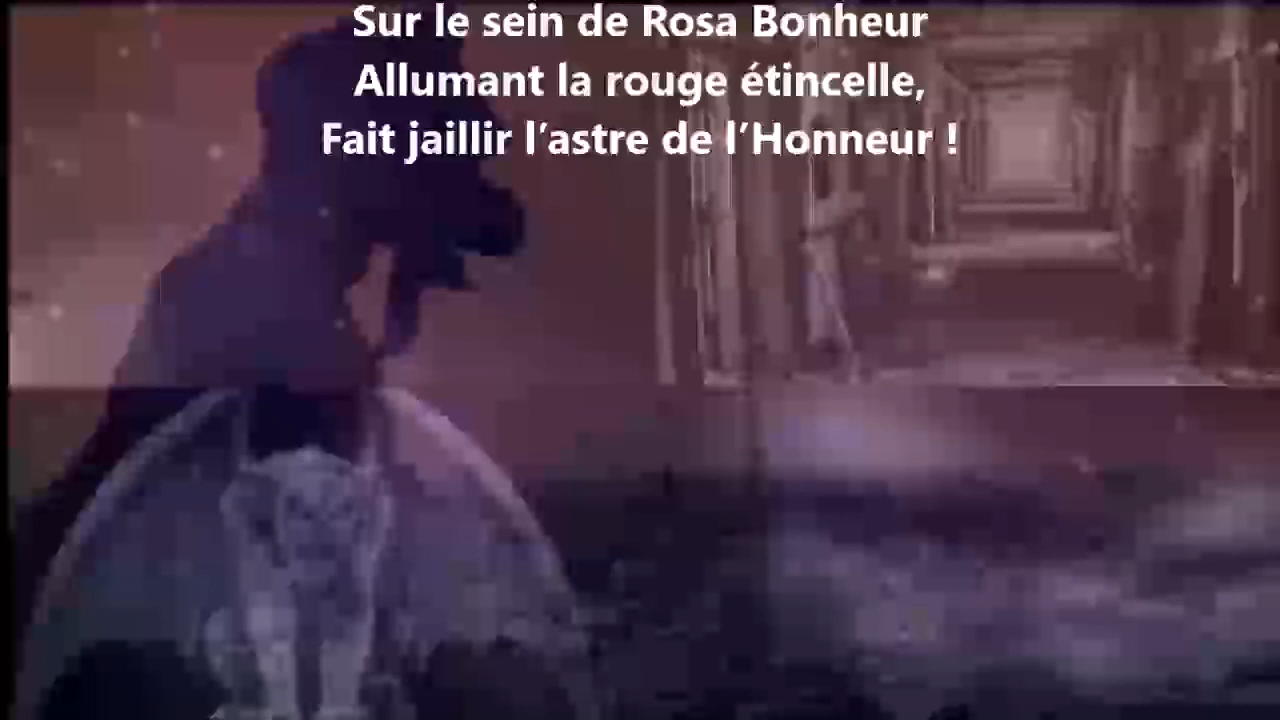 Sur le sein de Rosa Bonheur
Allumant la rouge étincelle,
Fait jaillir l’astre de l’Honneur !